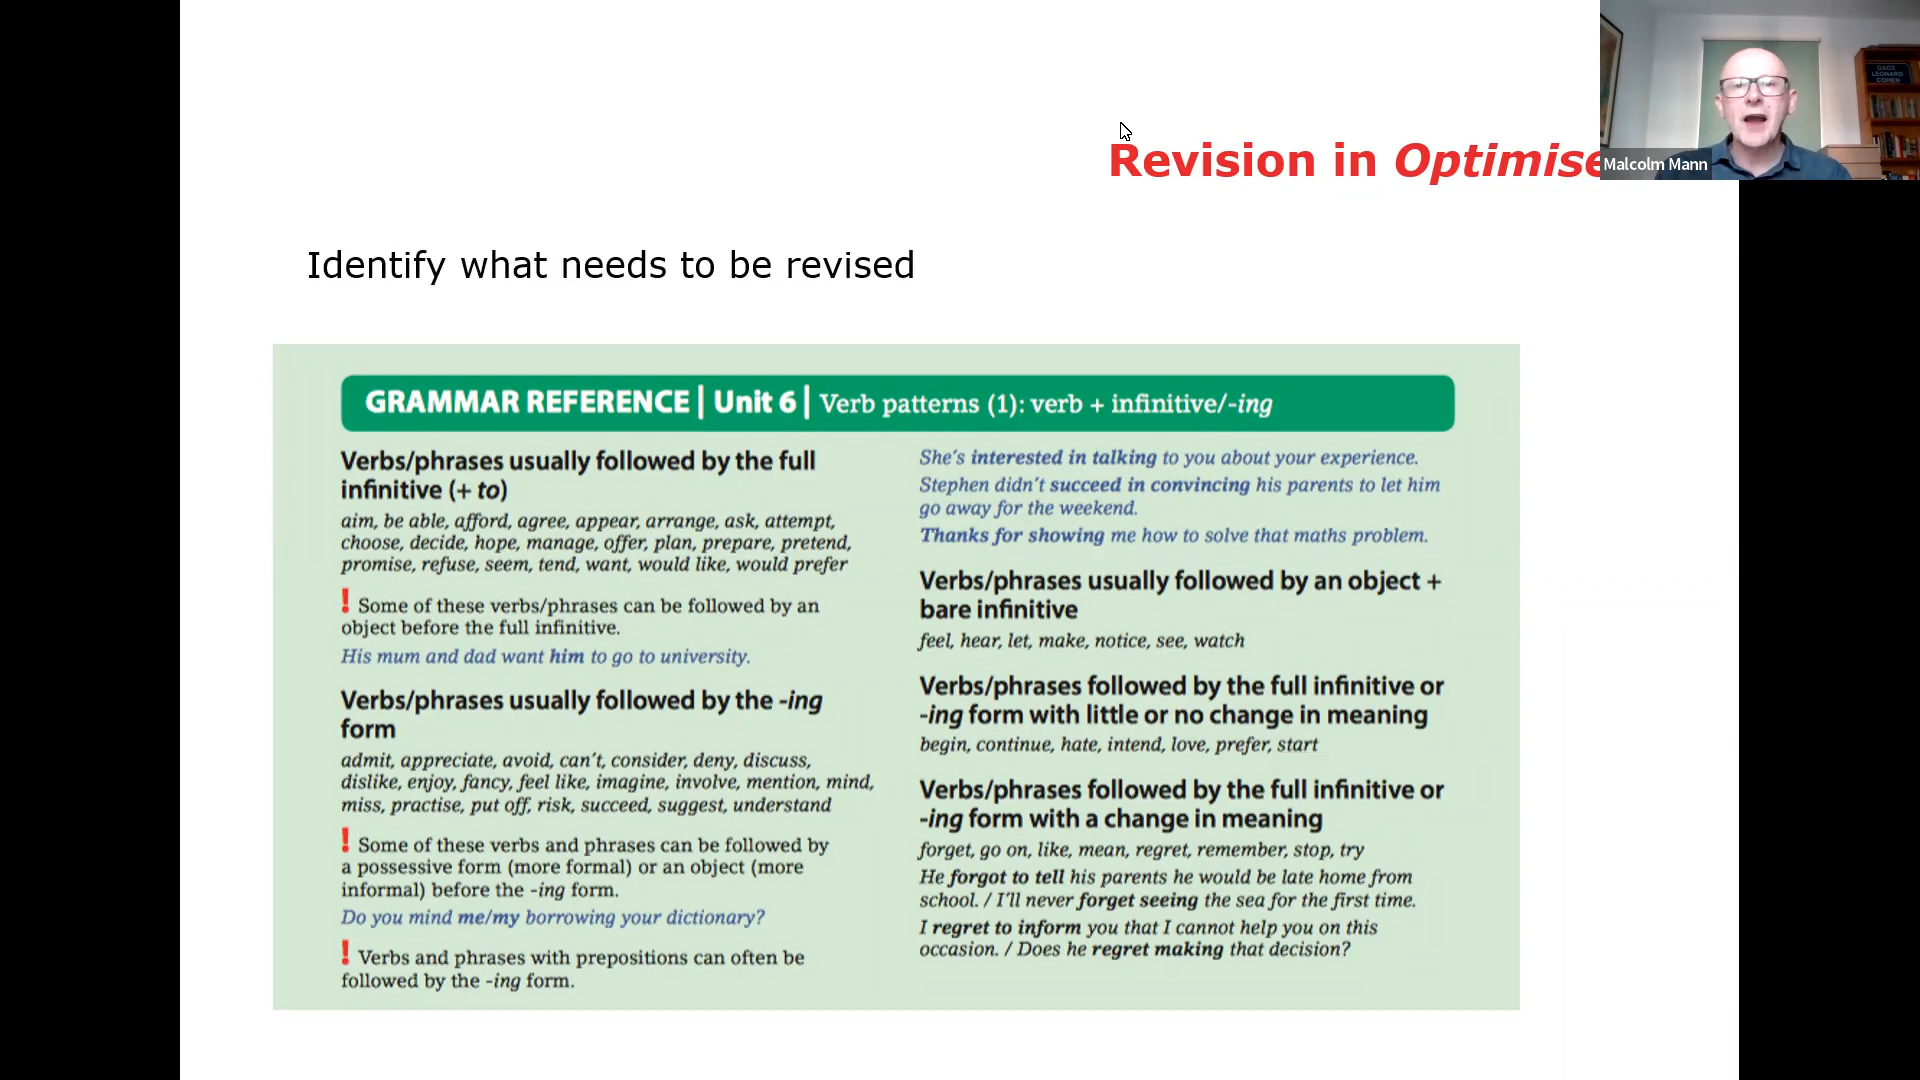 Revision in Optimise
Malcolm Mann
Identify what needs to be revised
GRAMMAR REFERENCE | Unit 6 | Verb patterns (1): verb + infinitive/-ing
Verbs/phrases usually followed by the full
infinitive (+ to)
aim, be able, afford, agree, appear, arrange, ask, attempt,
choose, decide, hope, manage, offer, plan, prepare, pretend,
promise, refuse, seem, tend, want, would like, would prefer
! Some of these verbs/phrases can be followed by an
object before the full infinitive.
His mum and dad want him to go to university.
Verbs/phrases usually followed by the -ing
form
admit, appreciate, avoid, can't, consider, deny, discuss,
dislike, enjoy, fancy, feel like, imagine, involve, mention, mind,
miss, practise, put off, risk, succeed, suggest, understand
! Some of these verbs and phrases can be followed by
a possessive form (more formal) or an object (more
informal) before the -ing form.
Do you mind me/my borrowing your dictionary?
! Verbs and phrases with prepositions can often be
followed by the -ing form.
She's interested in talking to you about your experience.
Stephen didn't succeed in convincing his parents to let him
go away for the weekend.
Thanks for showing me how to solve that maths problem.
Verbs/phrases usually followed by an object +
bare infinitive
feel, hear, let, make, notice, see, watch
Verbs/phrases followed by the full infinitive or
-ing form with little or no change in meaning
begin, continue, hate, intend, love, prefer, start
Verbs/phrases followed by the full infinitive or
-ing form with a change in meaning
forget, go on, like, mean, regret, remember, stop, try
He forgot to tell his parents he would be late home from
school. / I'll never forget seeing the sea for the first time.
I regret to inform you that I cannot help you on this
occasion. / Does he regret making that decision?
LEONARD
COHEN